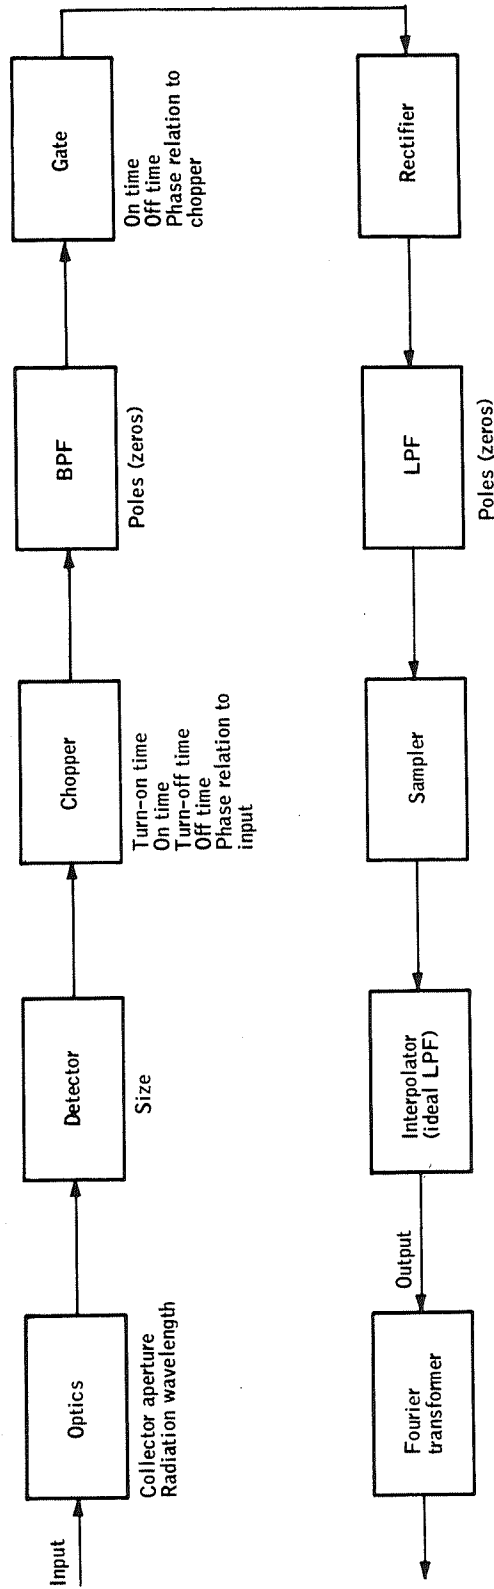 Input
Optics
Collector aperture
Radiation wavelength
Detector
Size
Chopper
Turn-on time
On time
Turn-off time
Off time
Phase relation to
input
BPF
Poles (zeros)
Gate
On time
Off time
Phase relation to
chopper
Rectifier
LPF
Poles (zeros)
Sampler
Interpolator
(ideal LPF)
Output
Fourier
transformer